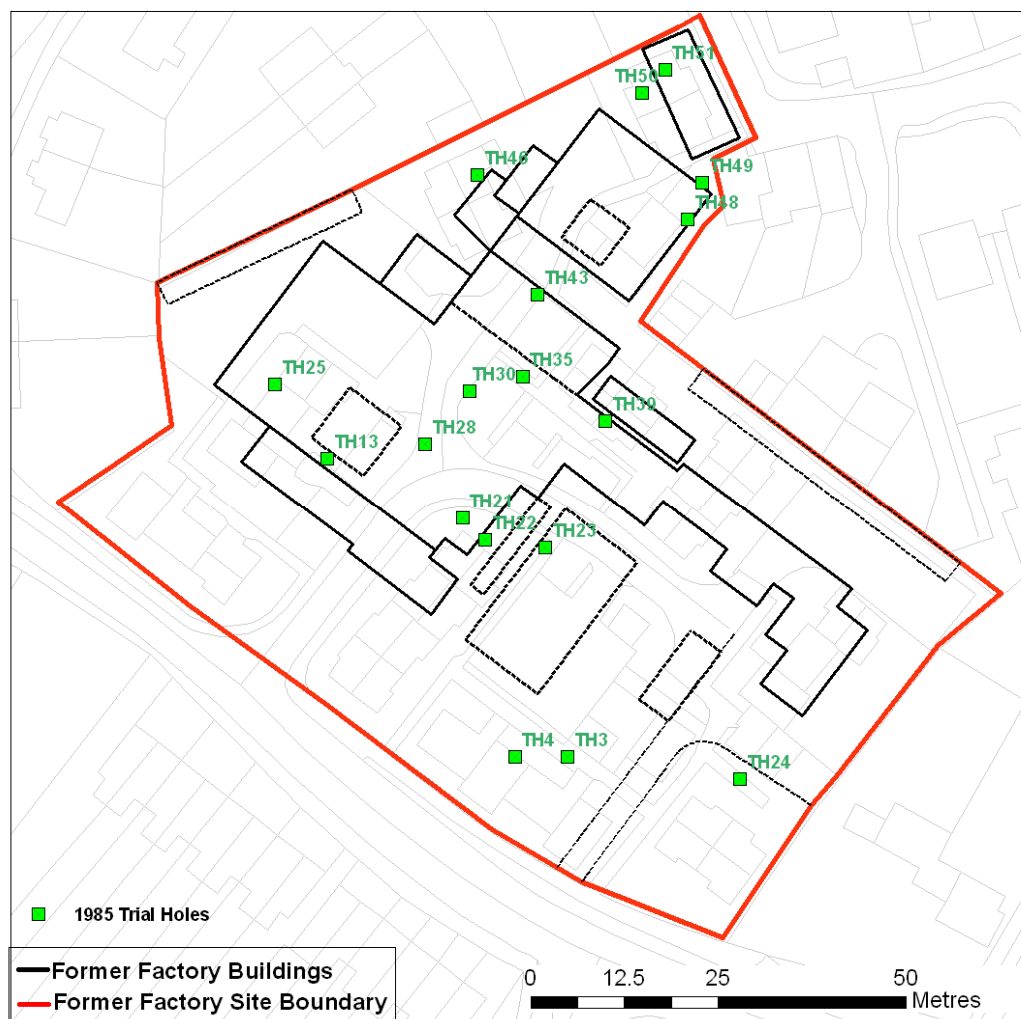 TH51
TH50
TH49
TH46
TH48
TH43
TH35
TH25
TH30
TH39
TH28
TH13
TH21
TH22
TH23
TH4
TH3
TH24
1985 Trial Holes
Former Factory Buildings
Former Factory Site Boundary
0 12.5 25 50
Metres